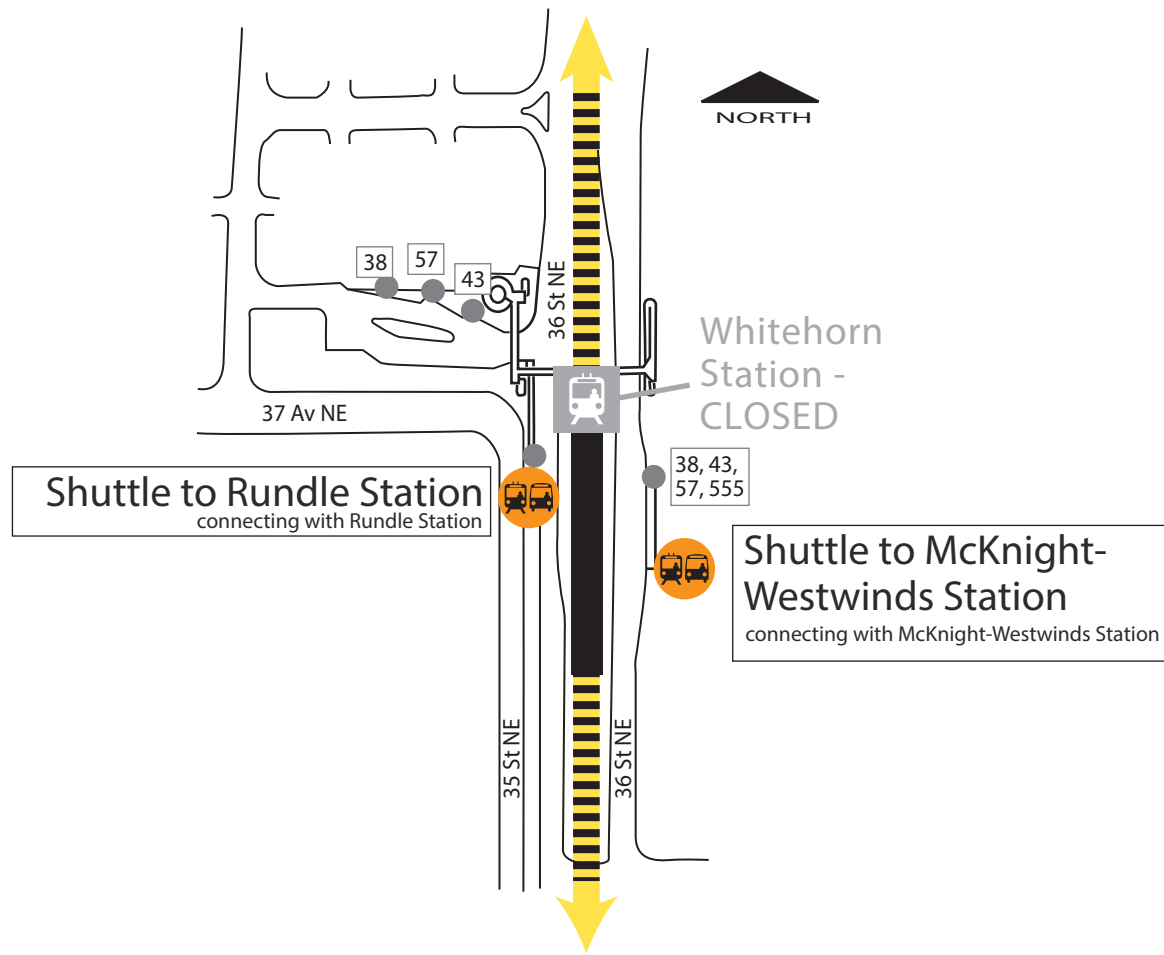 NORTH
38
57
43
36 St NE
Whitehorn
Station -
CLOSED
37 Av NE
38, 43,
57, 555
Shuttle to Rundle Station
connecting with Rundle Station
Shuttle to McKnight-
Westwinds Station
connecting with McKnight-Westwinds Station
35 St NE
36 St NE